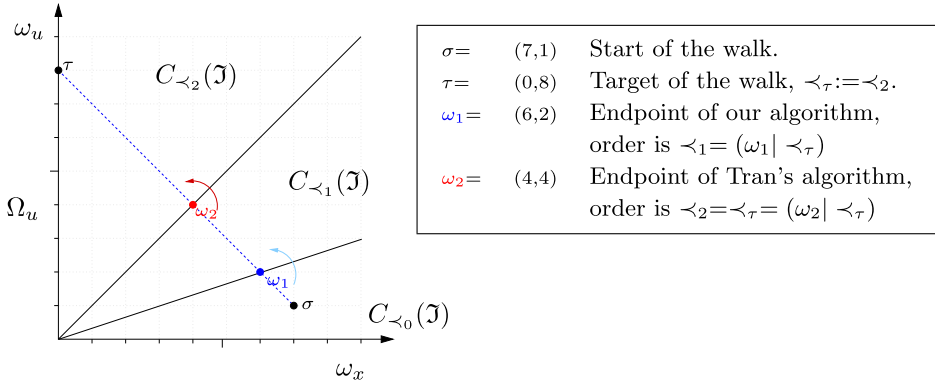 ω_u
τ
C_{≺_2}(ℑ)
C_{≺_1}(ℑ)
Ω_u
ω_2
ω_1
σ
C_{≺_0}(ℑ)
ω_x
σ= (7,1) Start of the walk.
τ= (0,8) Target of the walk, ≺_τ:=≺_2.
ω_1= (6,2) Endpoint of our algorithm,
order is ≺_1= (ω_1| ≺_τ)
ω_2= (4,4) Endpoint of Tran's algorithm,
order is ≺_2=≺_τ= (ω_2| ≺_τ)